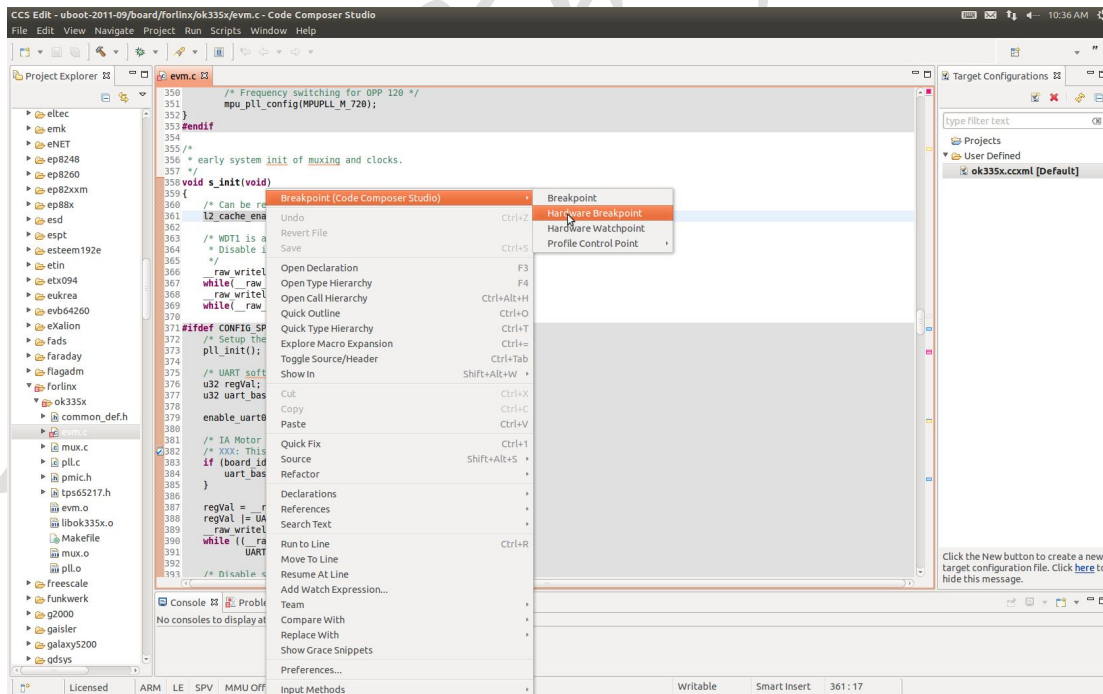 CCS Edit - uboot-2011-09/board/forlinx/ok335x/evm.c - Code Composer Studio
10:36 AM
File Edit View Navigate Project Run Scripts Window Help
Project Explorer
eltec
emk
eNET
ep8248
ep8260
ep82xxm
ep88x
esd
espt
esteem192e
etin
etx094
eukrea
evb64260
eXalion
fads
faraday
flagadm
forlinx
ok335x
common_def.h
evm.c
mux.c
pll.c
pmic.h
tps65217.h
evm.o
libok335x.o
Makefile
mux.o
pll.o
freescale
funkwerk
g2000
gaisler
galaxy5200
gdsys
evm.c
350 /* Frequency switching for OPP 120 */
351 mpu_pll_config(MPUPLL_M_720);
352 }
353 #endif
354
355 /*
356 * early system init of muxing and clocks.
357 */
358 void s_init(void)
359 {
360 /* Can be re
361 l2_cache_ena
362
363 /* WDT1 is a
364 * Disable i
365 */
366 __raw_writel
367 while(__raw_
368 __raw_writel
369 while(__raw_
370
371 #ifdef CONFIG_SP
372 /* Setup the
373 pll_init();
374
375 /* UART soft
376 u32 regVal;
377 u32 uart_bas
378
379 enable_uart0
380
381 /* IA Motor
382 /* XXX: This
383 if (board_id
384 uart_bas
385 }
386
387 regVal = __r
388 regVal |= UA
389 __raw_writel
390 while ((__ra
391 UART
392
393 /* Disable s
Breakpoint (Code Composer Studio)
Undo Ctrl+Z
Revert File
Save Ctrl+S
Open Declaration F3
Open Type Hierarchy F4
Open Call Hierarchy Ctrl+Alt+H
Quick Outline Ctrl+O
Quick Type Hierarchy Ctrl+T
Explore Macro Expansion Ctrl+=
Toggle Source/Header Ctrl+Tab
Show In Shift+Alt+W
Cut Ctrl+X
Copy Ctrl+C
Paste Ctrl+V
Quick Fix Ctrl+1
Source Shift+Alt+S
Refactor
Declarations
References
Search Text
Run to Line Ctrl+R
Move To Line
Resume At Line
Add Watch Expression...
Team
Compare With
Replace With
Show Grace Snippets
Preferences...
Input Methods
Breakpoint
Hardware Breakpoint
Hardware Watchpoint
Profile Control Point
Target Configurations
type filter text
Projects
User Defined
ok335x.ccxml [Default]
Click the New button to create a new
target configuration file. Click here to
hide this message.
Console Proble
No consoles to display at
Licensed ARM LE SPV MMU Off Writable Smart Insert 361 : 17